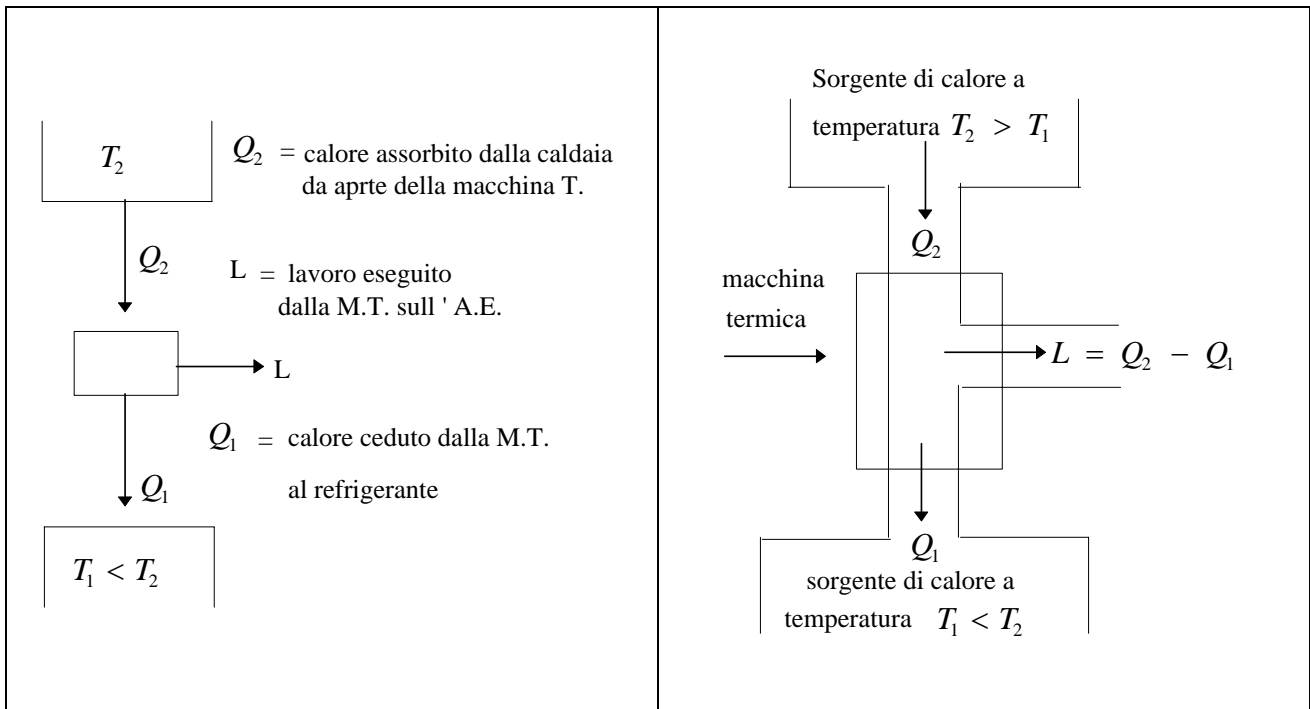 T₂
Q₂ = calore assorbito dalla caldaia
da aprte della macchina T.
Q₂
L = lavoro eseguito
dalla M.T. sull ' A.E.
L
Q₁ = calore ceduto dalla M.T.
al refrigerante
Q₁
T₁ < T₂
Sorgente di calore a
temperatura T₂ > T₁
Q₂
macchina
termica
L = Q₂ − Q₁
Q₁
sorgente di calore a
temperatura T₁ < T₂